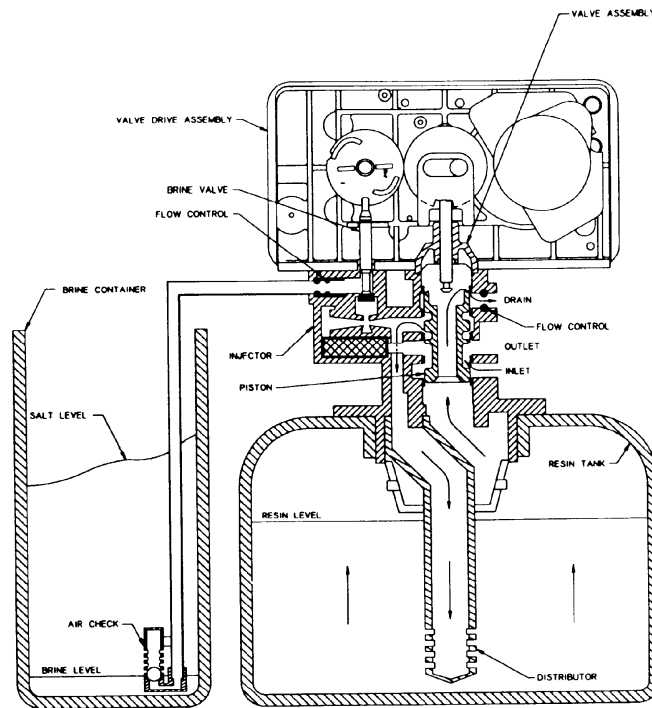 VALVE ASSEMBLY
VALVE DRIVE ASSEMBLY
BRINE VALVE
FLOW CONTROL
BRINE CONTAINER
DRAIN
FLOW CONTROL
INJECTOR
OUTLET
INLET
PISTON
SALT LEVEL
RESIN TANK
RESIN LEVEL
AIR CHECK
BRINE LEVEL
DISTRIBUTOR